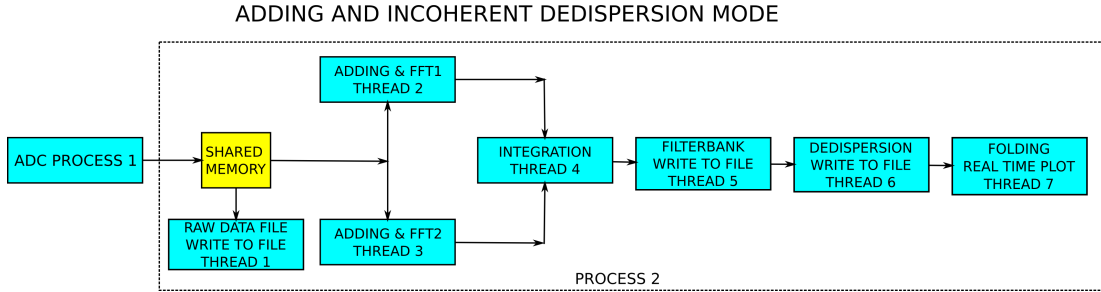 ADDING AND INCOHERENT DEDISPERSION MODE
ADC PROCESS 1
SHARED
MEMORY
RAW DATA FILE
WRITE TO FILE
THREAD 1
ADDING & FFT1
THREAD 2
ADDING & FFT2
THREAD 3
INTEGRATION
THREAD 4
FILTERBANK
WRITE TO FILE
THREAD 5
DEDISPERSION
WRITE TO FILE
THREAD 6
FOLDING
REAL TIME PLOT
THREAD 7
PROCESS 2